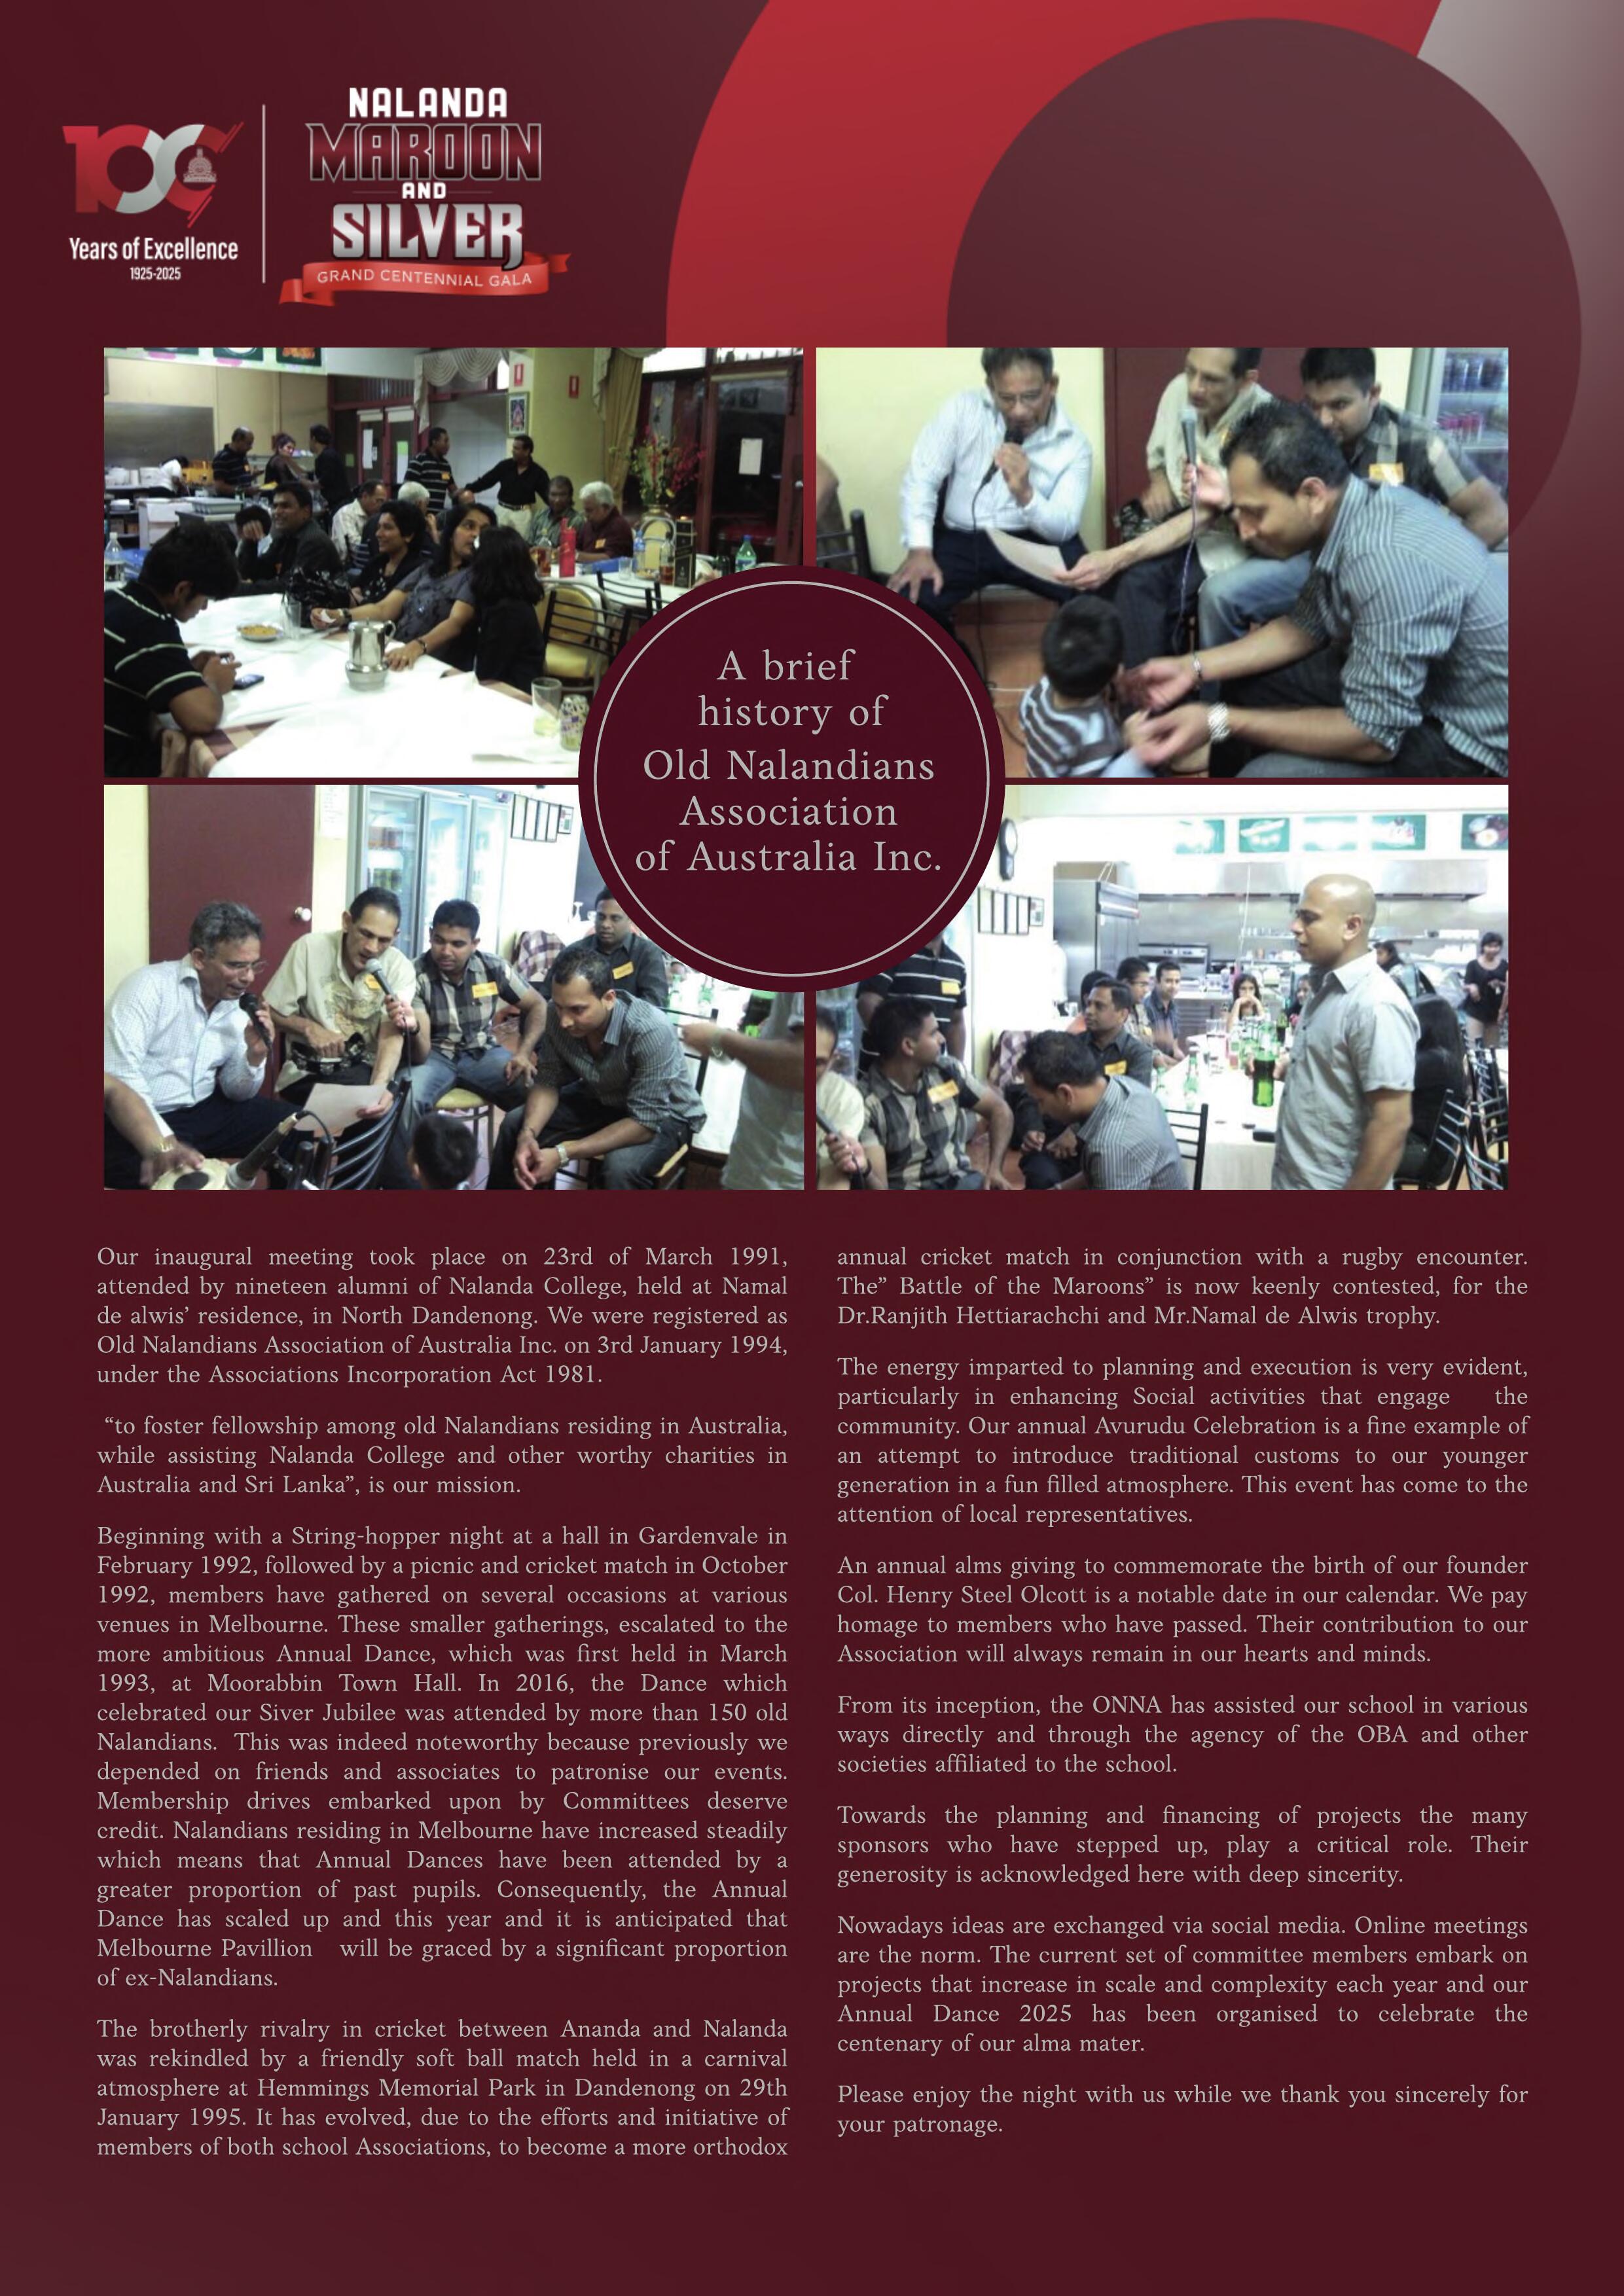 100
Years of Excellence
1925-2025
NALANDA
MAROON
AND
SILVER
GRAND CENTENNIAL GALA
A brief
history of
Old Nalandians
Association
of Australia Inc.
Our inaugural meeting took place on 23rd of March 1991,
attended by nineteen alumni of Nalanda College, held at Namal
de alwis’ residence, in North Dandenong. We were registered as
Old Nalandians Association of Australia Inc. on 3rd January 1994,
under the Associations Incorporation Act 1981.
“to foster fellowship among old Nalandians residing in Australia,
while assisting Nalanda College and other worthy charities in
Australia and Sri Lanka”, is our mission.
Beginning with a String-hopper night at a hall in Gardenvale in
February 1992, followed by a picnic and cricket match in October
1992, members have gathered on several occasions at various
venues in Melbourne. These smaller gatherings, escalated to the
more ambitious Annual Dance, which was first held in March
1993, at Moorabbin Town Hall. In 2016, the Dance which
celebrated our Siver Jubilee was attended by more than 150 old
Nalandians. This was indeed noteworthy because previously we
depended on friends and associates to patronise our events.
Membership drives embarked upon by Committees deserve
credit. Nalandians residing in Melbourne have increased steadily
which means that Annual Dances have been attended by a
greater proportion of past pupils. Consequently, the Annual
Dance has scaled up and this year and it is anticipated that
Melbourne Pavillion will be graced by a significant proportion
of ex-Nalandians.
The brotherly rivalry in cricket between Ananda and Nalanda
was rekindled by a friendly soft ball match held in a carnival
atmosphere at Hemmings Memorial Park in Dandenong on 29th
January 1995. It has evolved, due to the efforts and initiative of
members of both school Associations, to become a more orthodox
annual cricket match in conjunction with a rugby encounter.
The” Battle of the Maroons” is now keenly contested, for the
Dr.Ranjith Hettiarachchi and Mr.Namal de Alwis trophy.
The energy imparted to planning and execution is very evident,
particularly in enhancing Social activities that engage the
community. Our annual Avurudu Celebration is a fine example of
an attempt to introduce traditional customs to our younger
generation in a fun filled atmosphere. This event has come to the
attention of local representatives.
An annual alms giving to commemorate the birth of our founder
Col. Henry Steel Olcott is a notable date in our calendar. We pay
homage to members who have passed. Their contribution to our
Association will always remain in our hearts and minds.
From its inception, the ONNA has assisted our school in various
ways directly and through the agency of the OBA and other
societies affiliated to the school.
Towards the planning and financing of projects the many
sponsors who have stepped up, play a critical role. Their
generosity is acknowledged here with deep sincerity.
Nowadays ideas are exchanged via social media. Online meetings
are the norm. The current set of committee members embark on
projects that increase in scale and complexity each year and our
Annual Dance 2025 has been organised to celebrate the
centenary of our alma mater.
Please enjoy the night with us while we thank you sincerely for
your patronage.